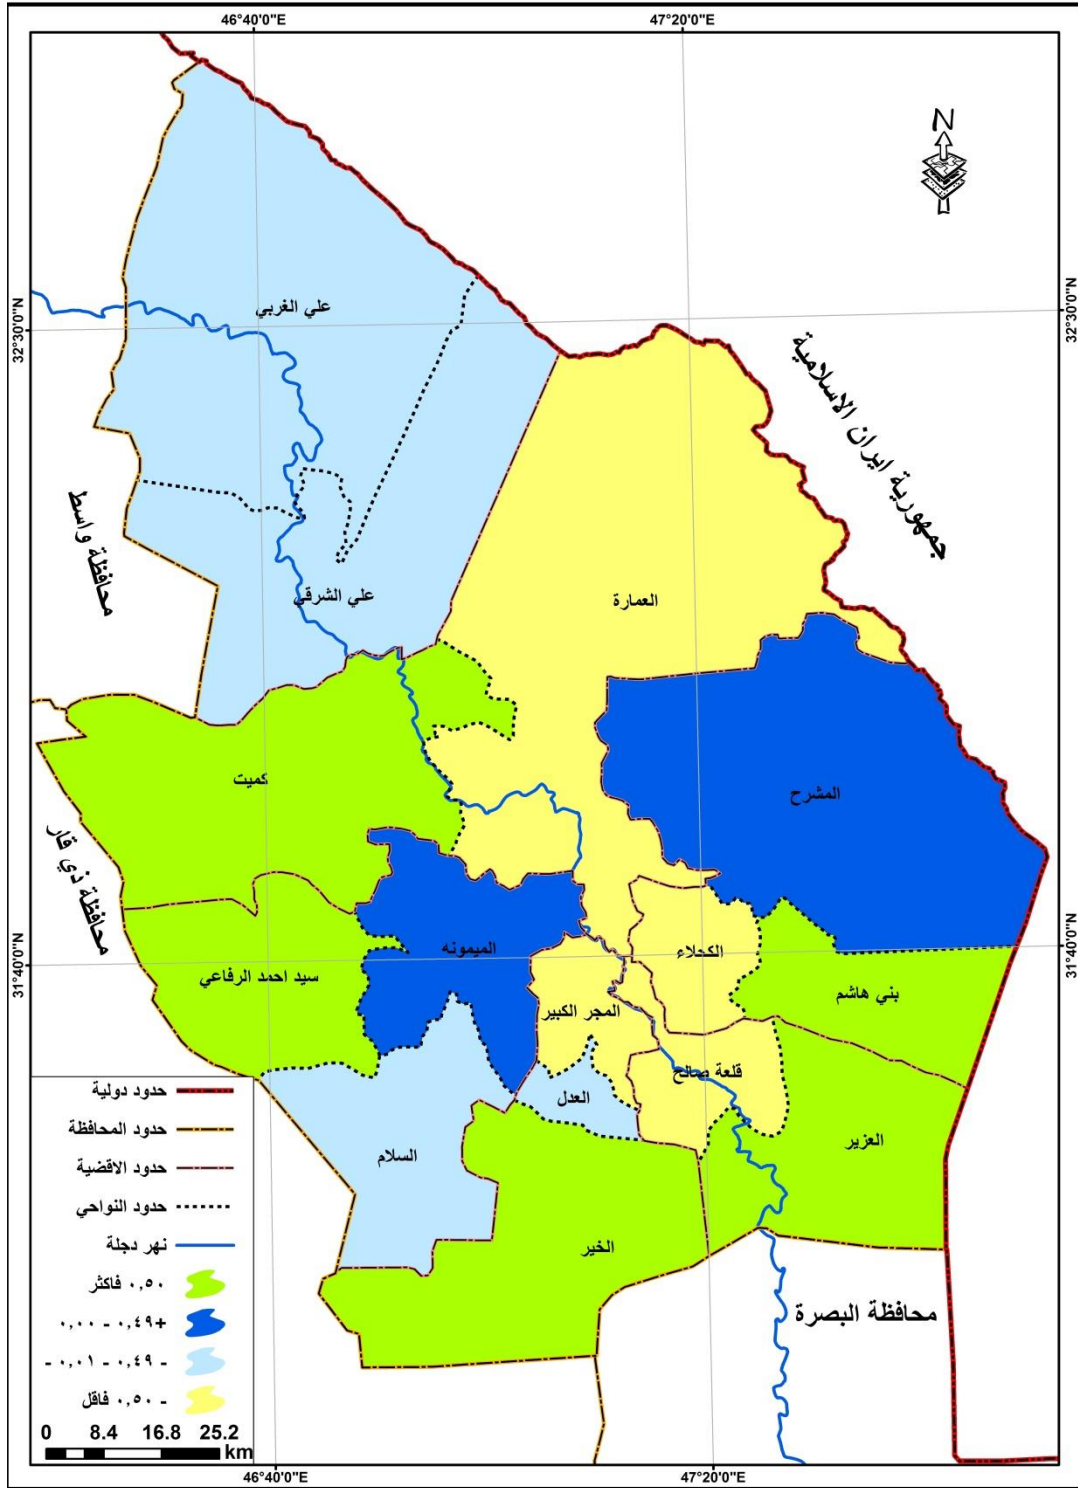 46°40'0"E
47°20'0"E
N
32°30'0"N
32°30'0"N
علي الغربي
جمهورية ايران الاسلامية
محافظة واسط
علي الشرقي
العمارة
كميت
المشرح
محافظة ذي قار
الميمونه
الكحلاء
31°40'0"N
31°40'0"N
سيد احمد الرفاعي
بني هاشم
المجر الكبير
قلعة صالح
العدل
العزير
السلام
الخير
محافظة البصرة
حدود دولية
حدود المحافظة
حدود الاقضية
حدود النواحي
نهر دجلة
٠,٥٠ فاكثر
+٠,٤٩ - ٠,٠٠
- ٠,٤٩ - ٠,٠١ -
- ٠,٥٠ فاقل
0 8.4 16.8 25.2
km
46°40'0"E
47°20'0"E